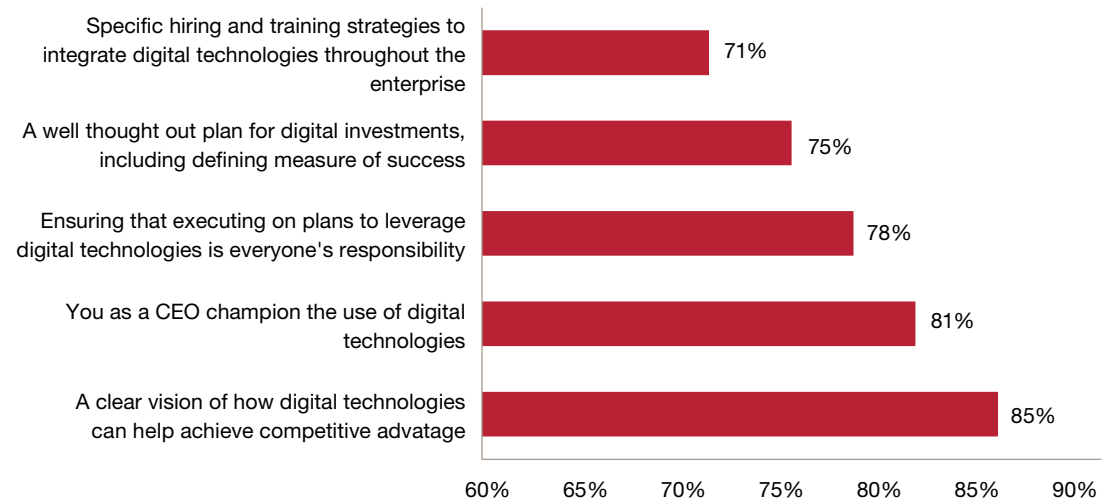 Specific hiring and training strategies to
integrate digital technologies throughout the
enterprise
71%
A well thought out plan for digital investments,
including defining measure of success
75%
Ensuring that executing on plans to leverage
digital technologies is everyone's responsibility
78%
You as a CEO champion the use of digital
technologies
81%
A clear vision of how digital technologies
can help achieve competitive advatage
85%
60% 65% 70% 75% 80% 85% 90%